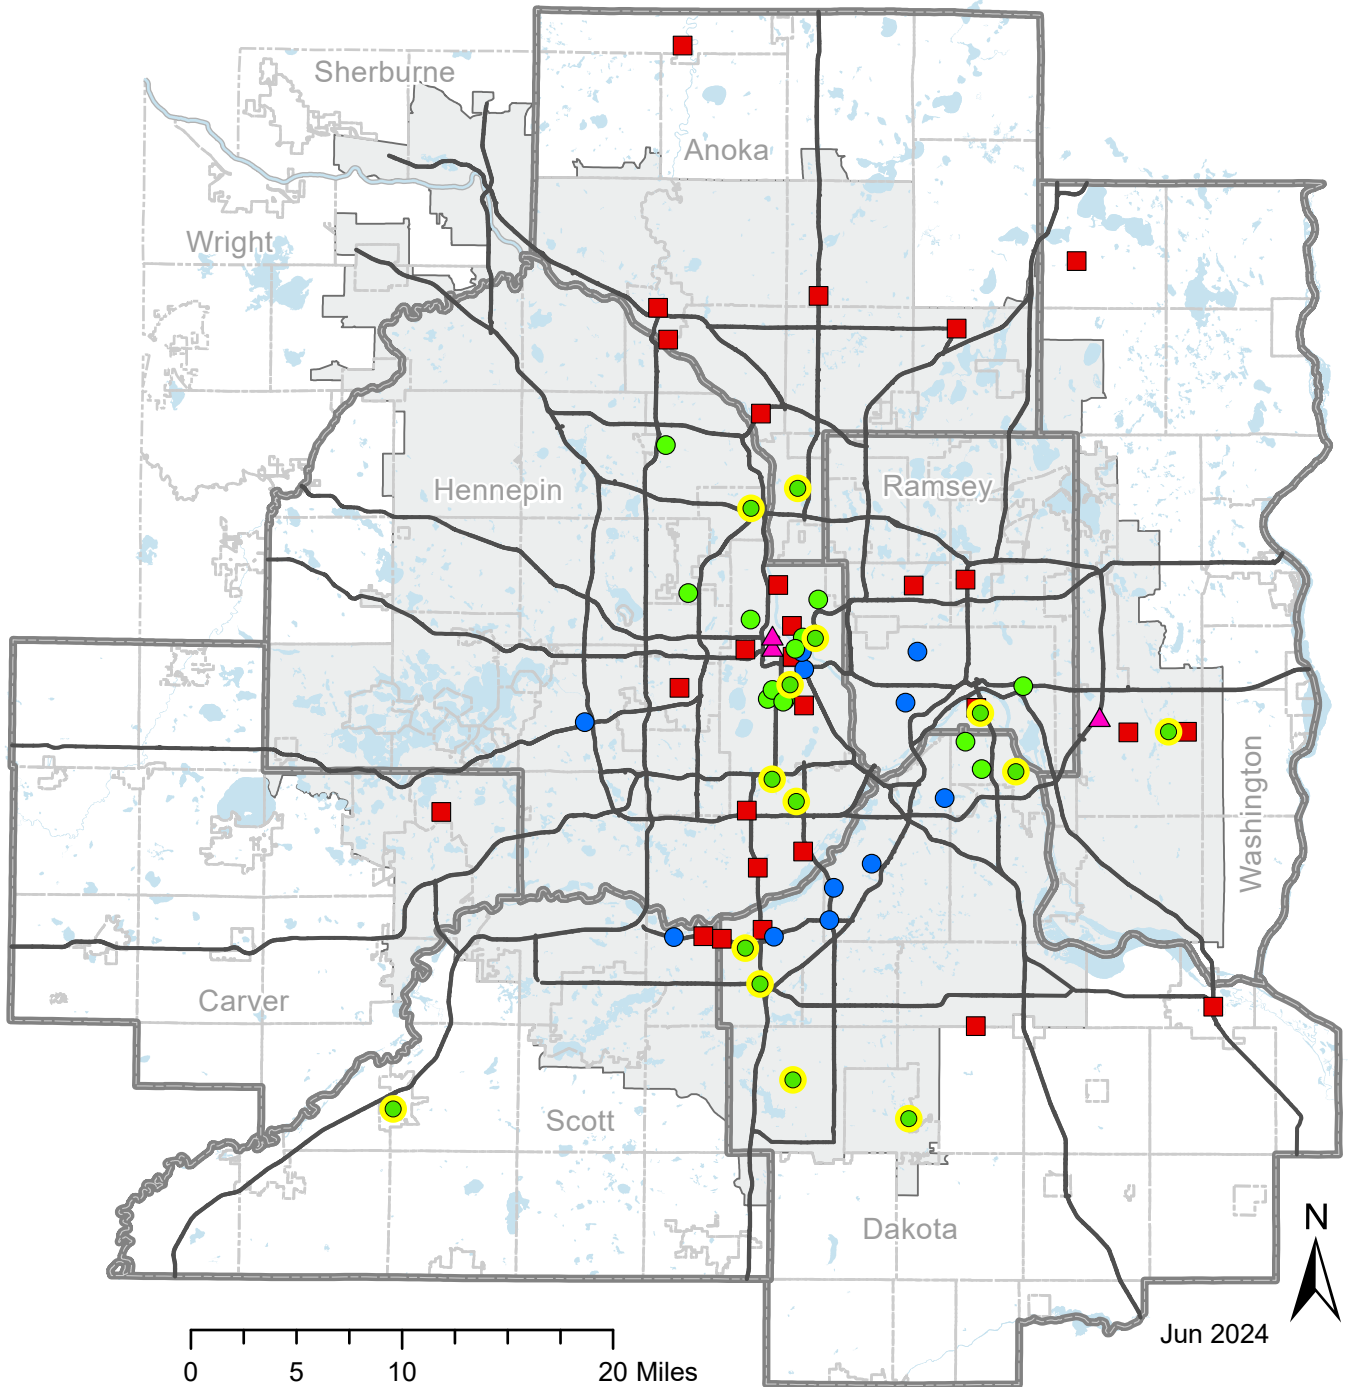 Sherburne
Anoka
Wright
Hennepin
Ramsey
Washington
Carver
Scott
Dakota
N
Jun 2024
0 5 10 20 Miles